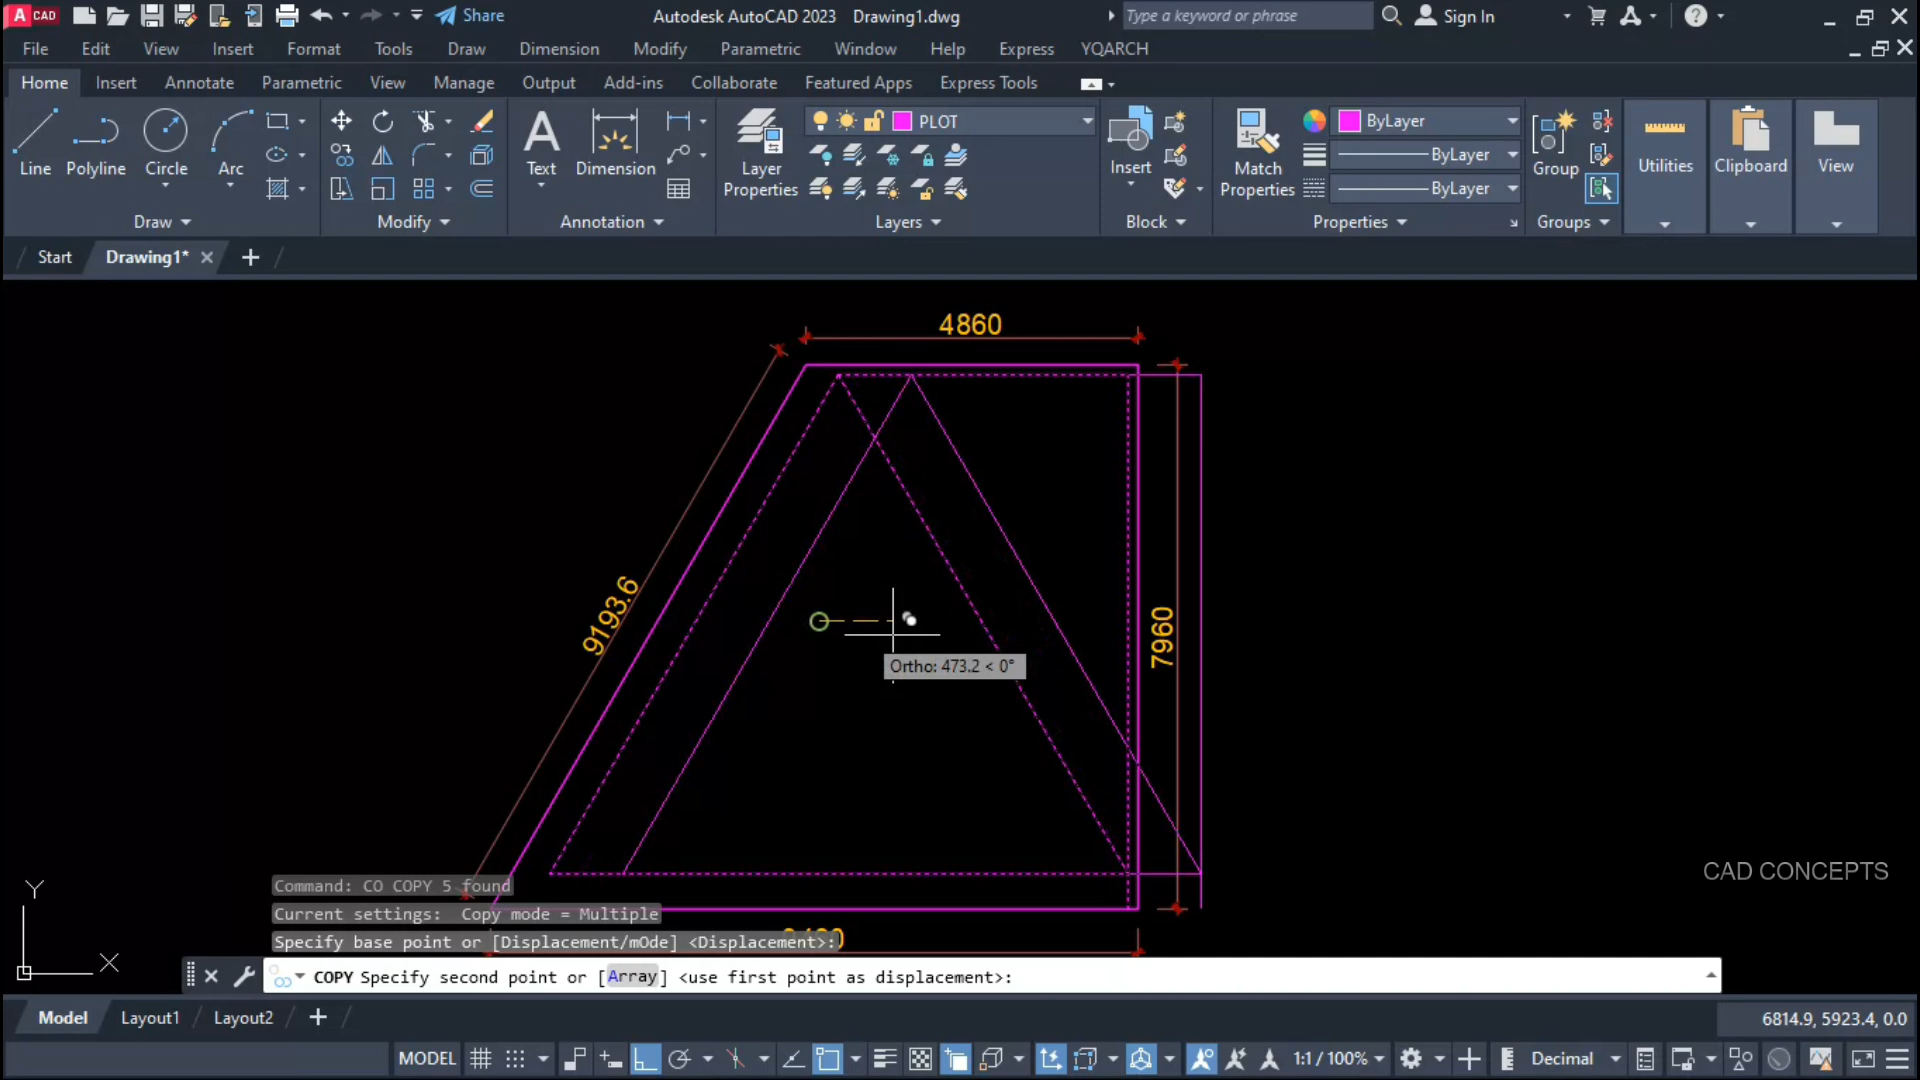 A CAD Share Autodesk AutoCAD 2023 Drawing1.dwg Type a keyword or phrase Sign In
File Edit View Insert Format Tools Draw Dimension Modify Parametric Window Help Express YQARCH
Home Insert Annotate Parametric View Manage Output Add-ins Collaborate Featured Apps Express Tools
Line Polyline Circle Arc
Text Dimension
Layer Properties
PLOT
Insert
Match Properties
ByLayer
ByLayer
ByLayer
Group
Utilities Clipboard View
Draw Modify Annotation Layers Block Properties Groups
Start Drawing1*
4860
9193.6
7960
Ortho: 473.2 < 0°
CAD CONCEPTS
Y
X
Command: CO COPY 5 found
Current settings: Copy mode = Multiple
Specify base point or [Displacement/mOde] <Displacement>:
COPY Specify second point or [Array] <use first point as displacement>:
Model Layout1 Layout2
6814.9, 5923.4, 0.0
MODEL 1:1 / 100% Decimal